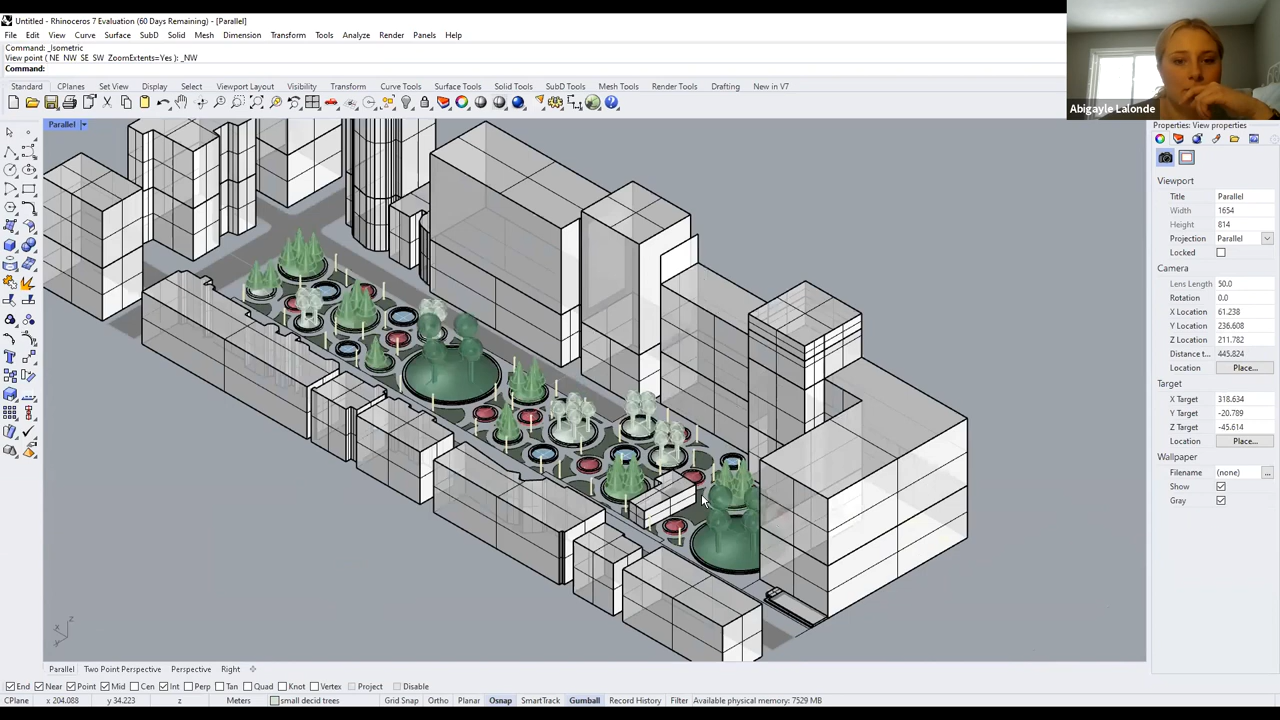 Untitled - Rhinoceros 7 Evaluation (60 Days Remaining) - [Parallel]
File Edit View Curve Surface SubD Solid Mesh Dimension Transform Tools Analyze Render Panels Help
Command: _Isometric
View point ( NE NW SE SW ZoomExtents=Yes ): _NW
Command:
Standard CPlanes Set View Display Select Viewport Layout Visibility Transform Curve Tools Surface Tools Solid Tools SubD Tools Mesh Tools Render Tools Drafting New in V7
Abigayle Lalonde
Parallel
Properties: View properties
Viewport
Title Parallel
Width 1654
Height 814
Projection Parallel
Locked
Camera
Lens Length 50.0
Rotation 0.0
X Location 61.238
Y Location 236.608
Z Location 211.782
Distance t... 445.824
Location Place...
Target
X Target 318.634
Y Target -20.789
Z Target -45.614
Location Place...
Wallpaper
Filename (none) ...
Show
Gray
z
x
y
Parallel Two Point Perspective Perspective Right
End Near Point Mid Cen Int Perp Tan Quad Knot Vertex Project Disable
CPlane x 204.088 y 34.223 z Meters small decid trees Grid Snap Ortho Planar Osnap SmartTrack Gumball Record History Filter Available physical memory: 7529 MB